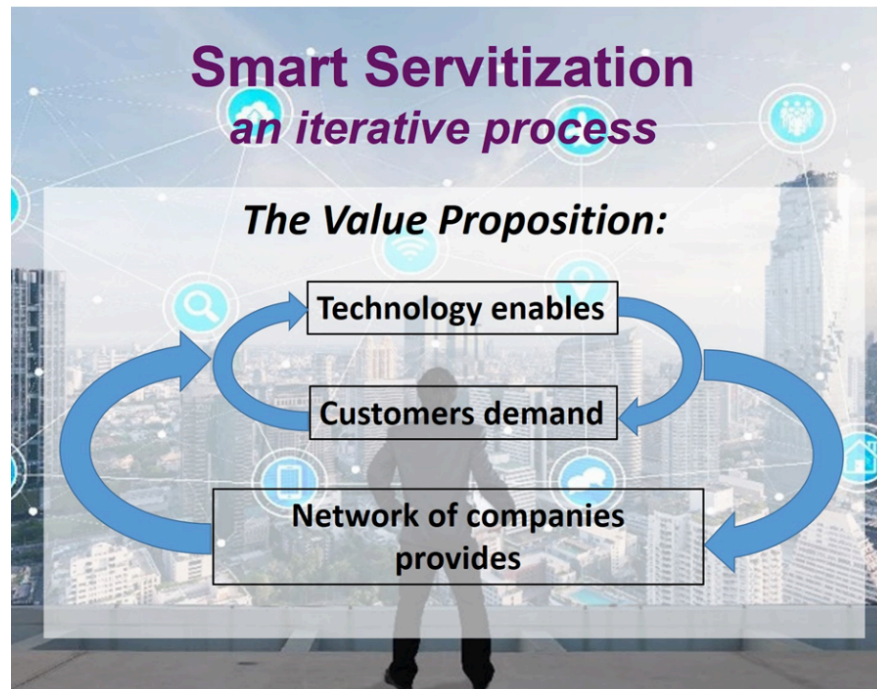 Smart Servitization
an iterative process
The Value Proposition:
Technology enables
Customers demand
Network of companies
provides